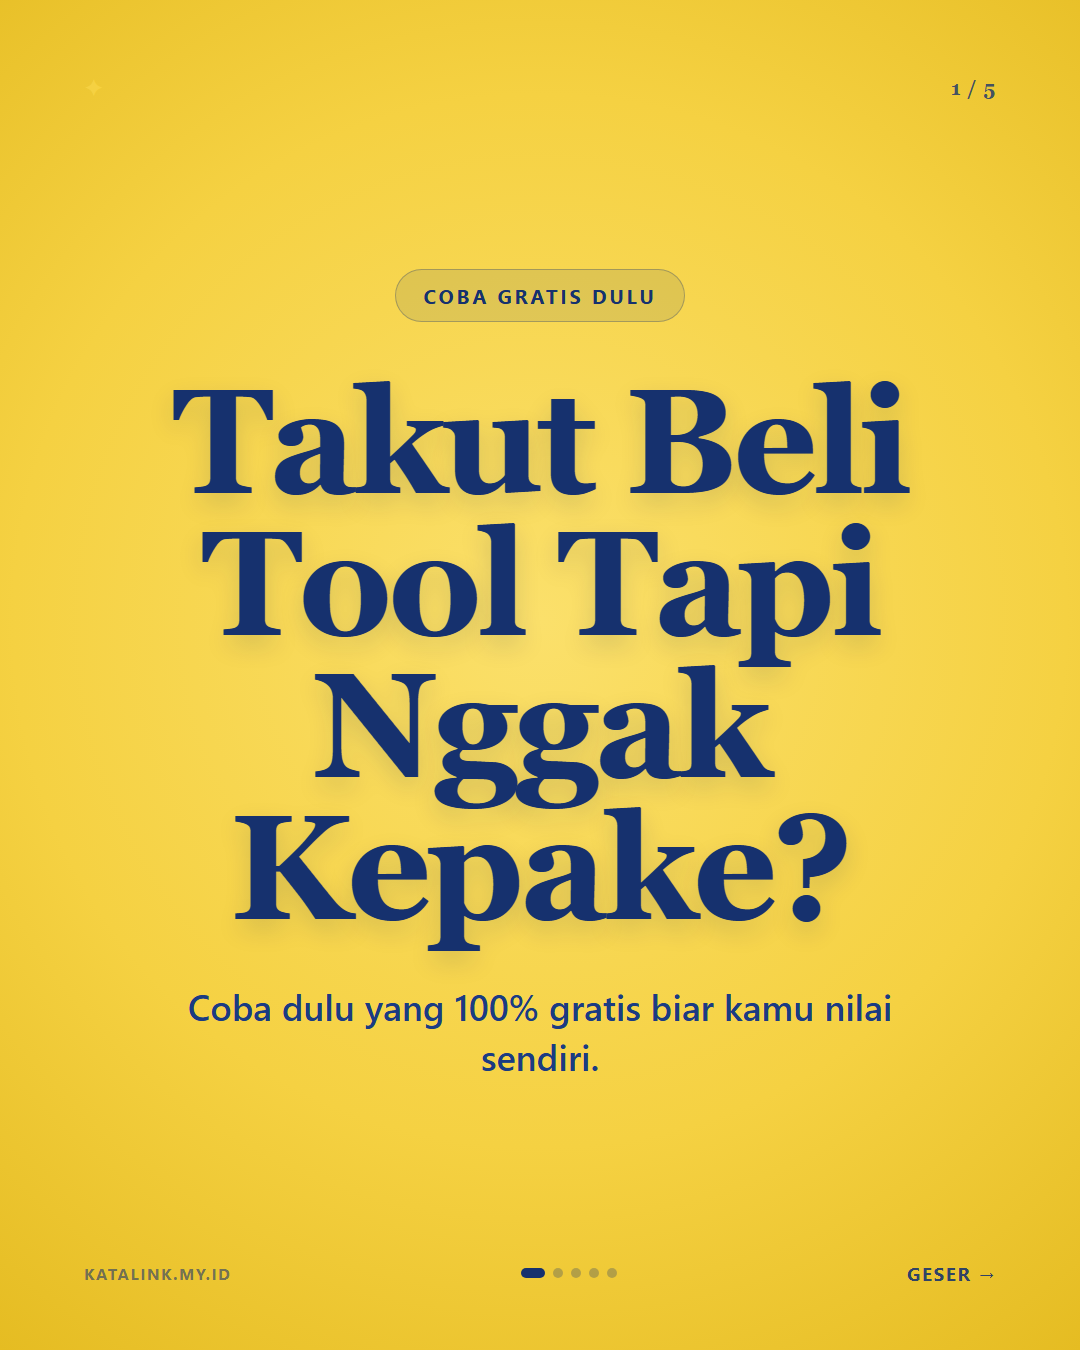 1 / 5
COBA GRATIS DULU
Takut Beli
Tool Tapi
Nggak
Kepake?
Coba dulu yang 100% gratis biar kamu nilai
sendiri.
KATALINK.MY.ID
GESER →